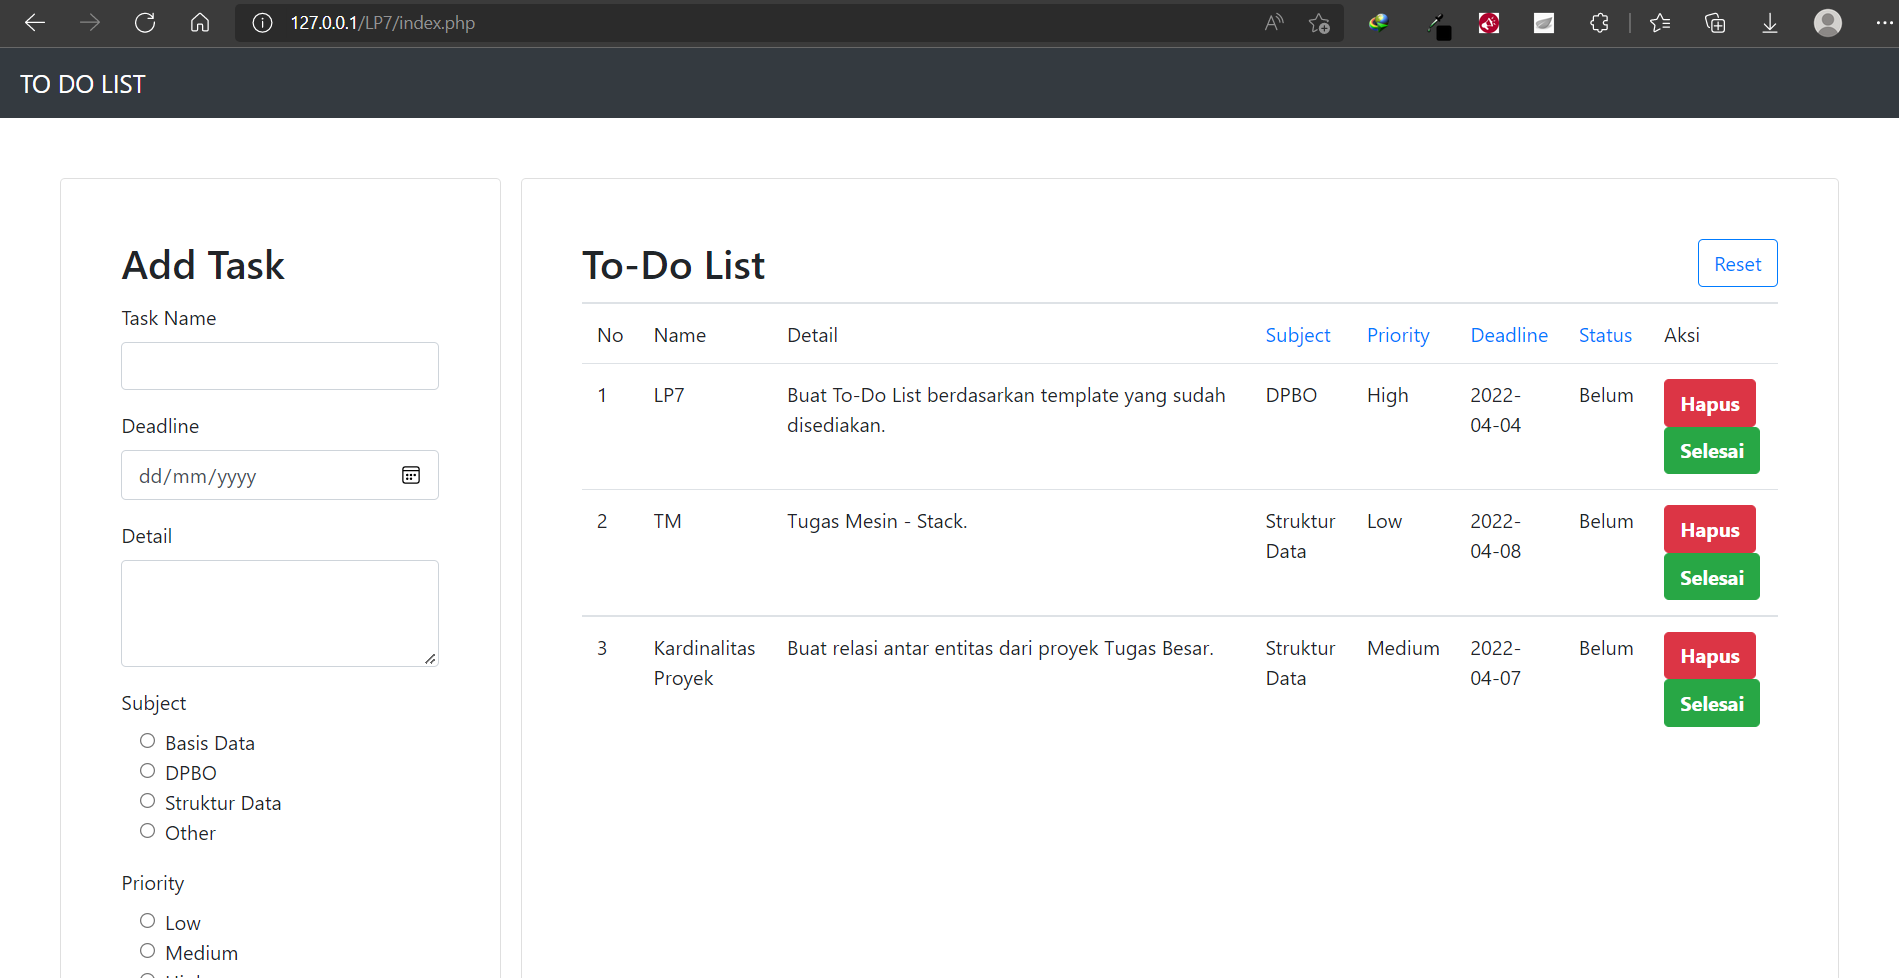 127.0.0.1/LP7/index.php
TO DO LIST
Add Task
Task Name
Deadline
dd/mm/yyyy
Detail
Subject
Basis Data
DPBO
Struktur Data
Other
Priority
Low
Medium
To-Do List
Reset
No Name Detail Subject Priority Deadline Status Aksi
1 LP7 Buat To-Do List berdasarkan template yang sudah DPBO High 2022- Belum Hapus
disediakan. 04-04 Selesai
2 TM Tugas Mesin - Stack. Struktur Low 2022- Belum Hapus
Data 04-08 Selesai
3 Kardinalitas Buat relasi antar entitas dari proyek Tugas Besar. Struktur Medium 2022- Belum Hapus
Proyek Data 04-07 Selesai